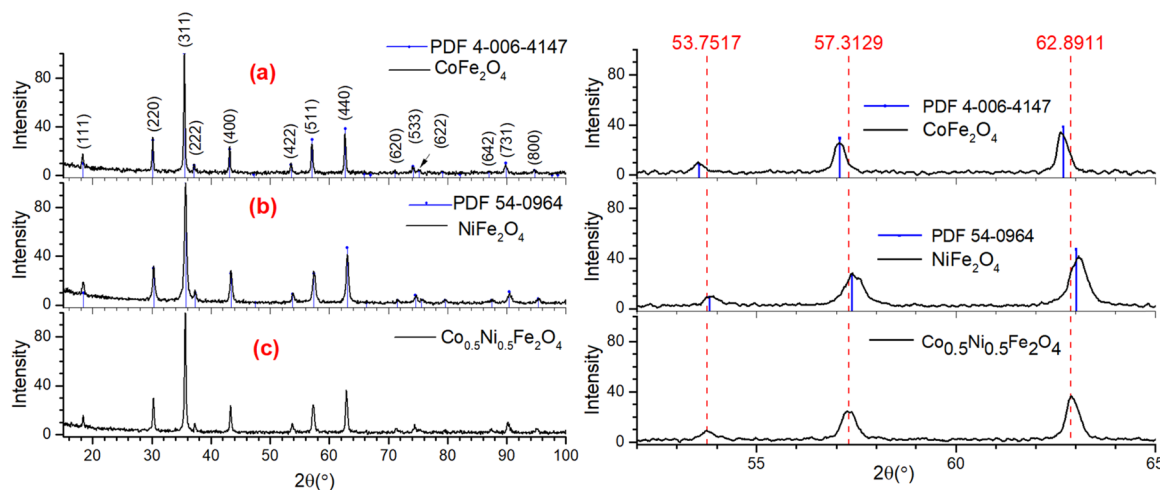 (311)
Intensity
80
40
0
(a)
PDF 4-006-4147
CoFe₂O₄
(111)
(220)
(222)
(400)
(422)
(511)
(440)
(620)
(533)
(622)
(642)
(731)
(800)
Intensity
80
40
0
(b)
PDF 54-0964
NiFe₂O₄
Intensity
80
40
0
(c)
Co₀.₅Ni₀.₅Fe₂O₄
20 30 40 50 60 70 80 90 100
2θ(°)
53.7517 57.3129 62.8911
Intensity
80
40
0
PDF 4-006-4147
CoFe₂O₄
Intensity
80
40
0
PDF 54-0964
NiFe₂O₄
Intensity
80
40
0
Co₀.₅Ni₀.₅Fe₂O₄
55 60 65
2θ(°)